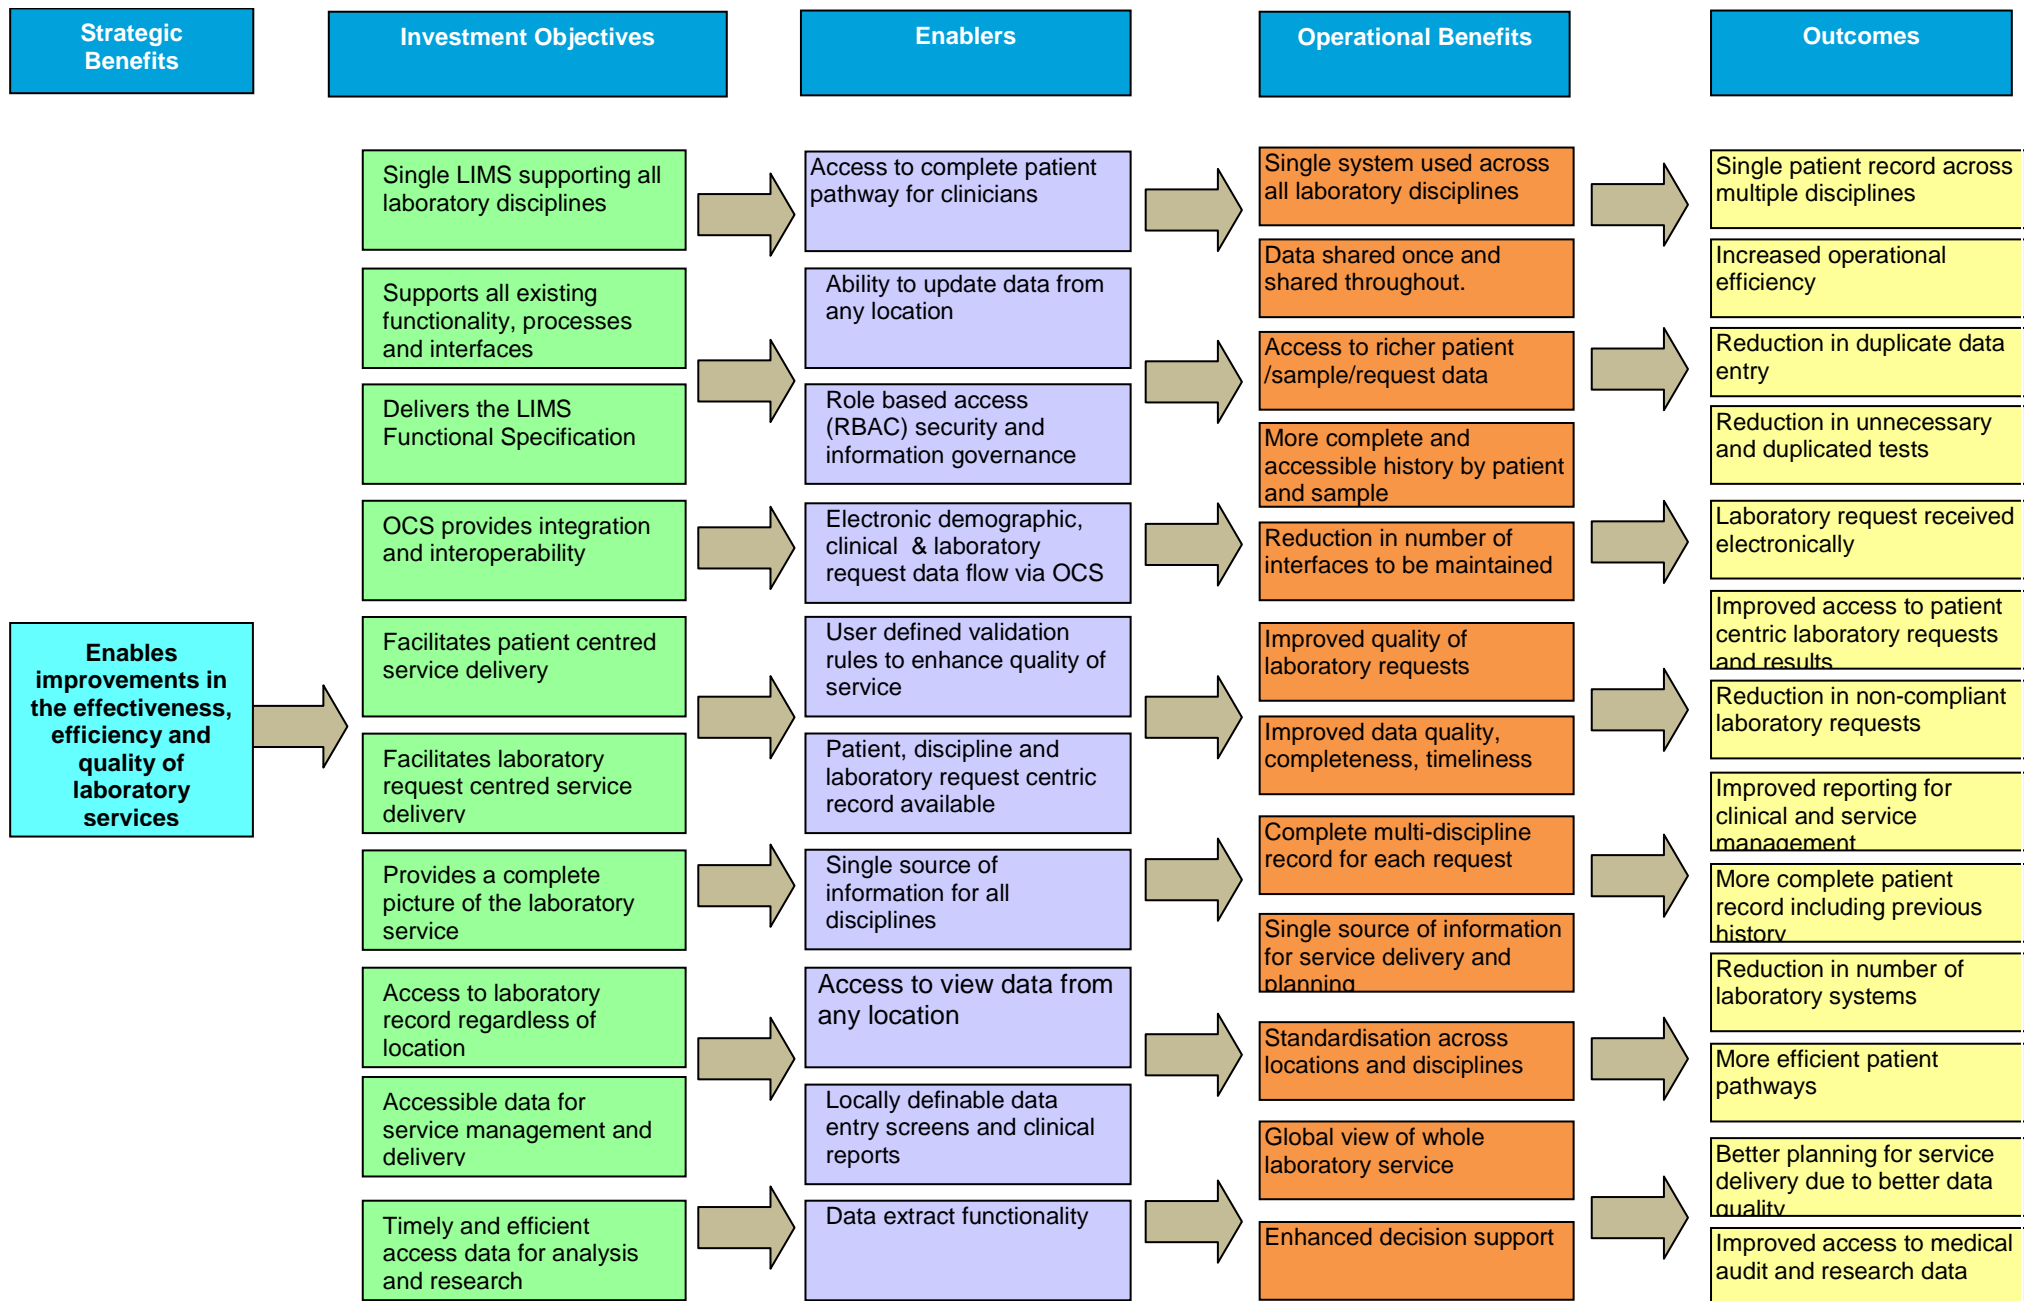 Strategic
Benefits
Investment Objectives
Enablers
Operational Benefits
Outcomes
Enables
improvements in
the effectiveness,
efficiency and
quality of
laboratory
services
Single LIMS supporting all
laboratory disciplines
Supports all existing
functionality, processes
and interfaces
Delivers the LIMS
Functional Specification
OCS provides integration
and interoperability
Facilitates patient centred
service delivery
Facilitates laboratory
request centred service
delivery
Provides a complete
picture of the laboratory
service
Access to laboratory
record regardless of
location
Accessible data for
service management and
delivery
Timely and efficient
access data for analysis
and research
Access to complete patient
pathway for clinicians
Ability to update data from
any location
Role based access
(RBAC) security and
information governance
Electronic demographic,
clinical & laboratory
request data flow via OCS
User defined validation
rules to enhance quality of
service
Patient, discipline and
laboratory request centric
record available
Single source of
information for all
disciplines
Access to view data from
any location
Locally definable data
entry screens and clinical
reports
Data extract functionality
Single system used across
all laboratory disciplines
Data shared once and
shared throughout.
Access to richer patient
/sample/request data
More complete and
accessible history by patient
and sample
Reduction in number of
interfaces to be maintained
Improved quality of
laboratory requests
Improved data quality,
completeness, timeliness
Complete multi-discipline
record for each request
Single source of information
for service delivery and
planning
Standardisation across
locations and disciplines
Global view of whole
laboratory service
Enhanced decision support
Single patient record across
multiple disciplines
Increased operational
efficiency
Reduction in duplicate data
entry
Reduction in unnecessary
and duplicated tests
Laboratory request received
electronically
Improved access to patient
centric laboratory requests
and results
Reduction in non-compliant
laboratory requests
Improved reporting for
clinical and service
management
More complete patient
record including previous
history
Reduction in number of
laboratory systems
More efficient patient
pathways
Better planning for service
delivery due to better data
quality
Improved access to medical
audit and research data